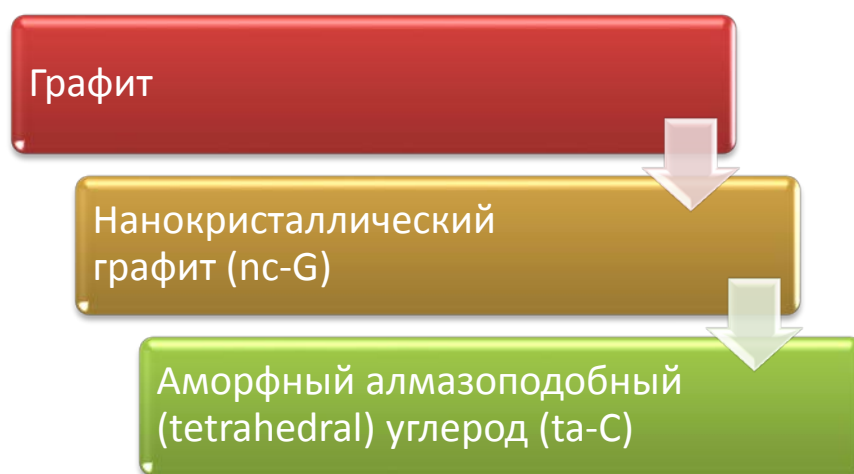 Графит
Нанокристаллический
графит (nc-G)
Аморфный алмазоподобный
(tetrahedral) углерод (ta-C)